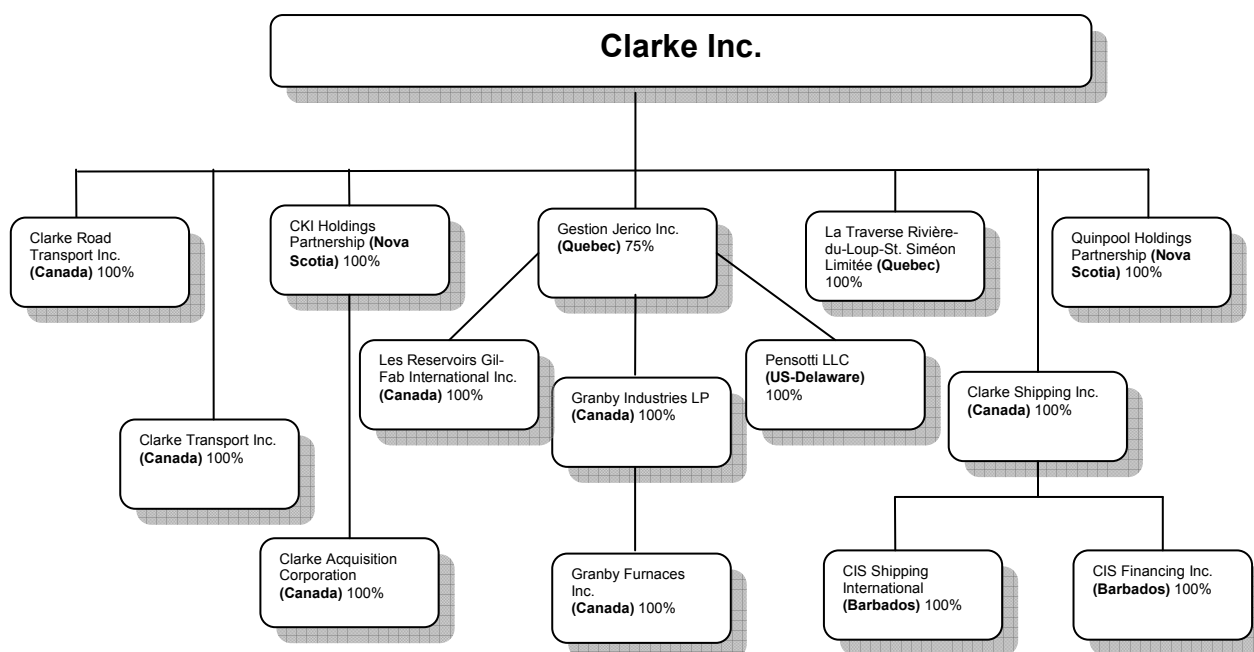 Clarke Inc.
Clarke Road
Transport Inc.
(Canada) 100%
CKI Holdings
Partnership (Nova
Scotia) 100%
Gestion Jerico Inc.
(Quebec) 75%
La Traverse Rivière-
du-Loup-St. Siméon
Limitée (Quebec)
100%
Quinpool Holdings
Partnership (Nova
Scotia) 100%
Les Reservoirs Gil-
Fab International Inc.
(Canada) 100%
Granby Industries LP
(Canada) 100%
Pensotti LLC
(US-Delaware)
100%
Clarke Shipping Inc.
(Canada) 100%
Clarke Transport Inc.
(Canada) 100%
Clarke Acquisition
Corporation
(Canada) 100%
Granby Furnaces
Inc.
(Canada) 100%
CIS Shipping
International
(Barbados) 100%
CIS Financing Inc.
(Barbados) 100%